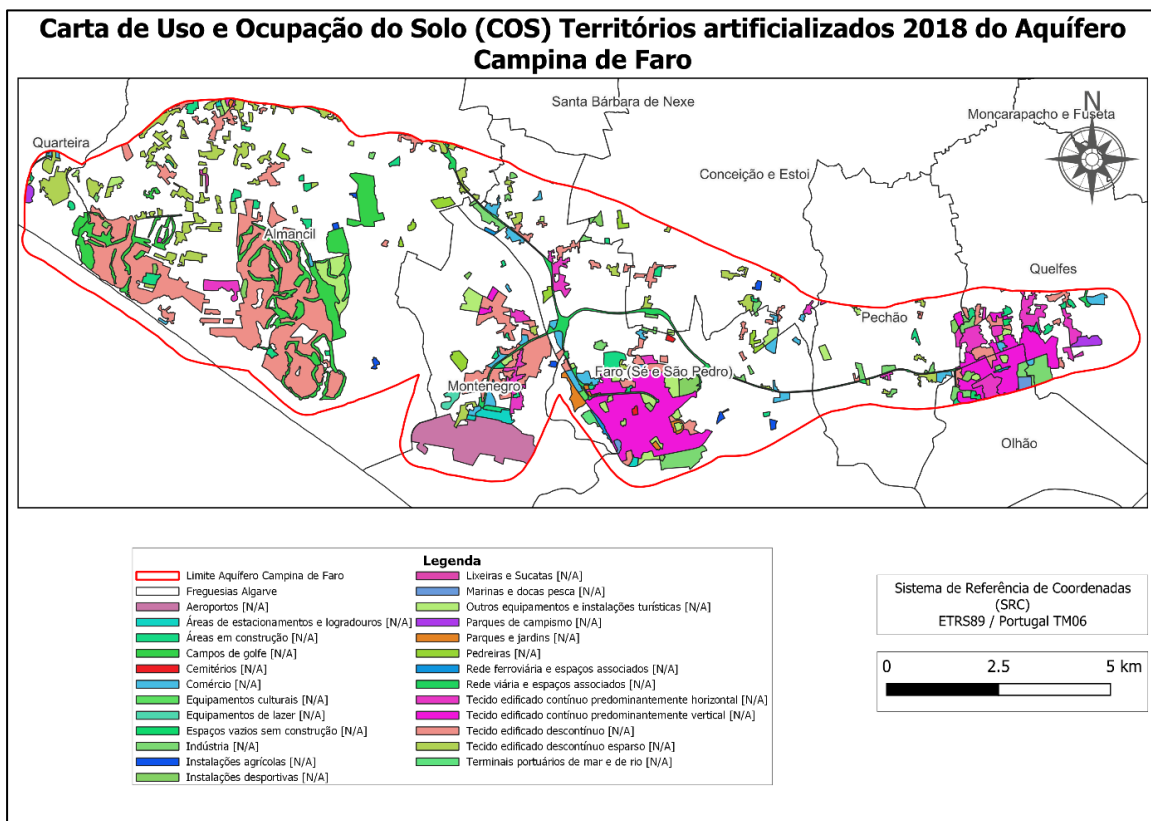 Carta de Uso e Ocupação do Solo (COS) Territórios artificializados 2018 do Aquífero
Campina de Faro
N
Santa Bárbara de Nexe
Moncarapacho e Fuseta
Quarteira
Conceição e Estoi
Almancil
Quelfes
Pechão
Montenegro
Faro (Sé e São Pedro)
Olhão
Legenda
Limite Aquífero Campina de Faro
Freguesias Algarve
Aeroportos [N/A]
Áreas de estacionamentos e logradouros [N/A]
Áreas em construção [N/A]
Campos de golfe [N/A]
Cemitérios [N/A]
Comércio [N/A]
Equipamentos culturais [N/A]
Equipamentos de lazer [N/A]
Espaços vazios sem construção [N/A]
Indústria [N/A]
Instalações agrícolas [N/A]
Instalações desportivas [N/A]
Lixeiras e Sucatas [N/A]
Marinas e docas pesca [N/A]
Outros equipamentos e instalações turísticas [N/A]
Parques de campismo [N/A]
Parques e jardins [N/A]
Pedreiras [N/A]
Rede ferroviária e espaços associados [N/A]
Rede viária e espaços associados [N/A]
Tecido edificado contínuo predominantemente horizontal [N/A]
Tecido edificado contínuo predominantemente vertical [N/A]
Tecido edificado descontínuo [N/A]
Tecido edificado descontínuo esparso [N/A]
Terminais portuários de mar e de rio [N/A]
Sistema de Referência de Coordenadas
(SRC)
ETRS89 / Portugal TM06
0 2.5 5 km